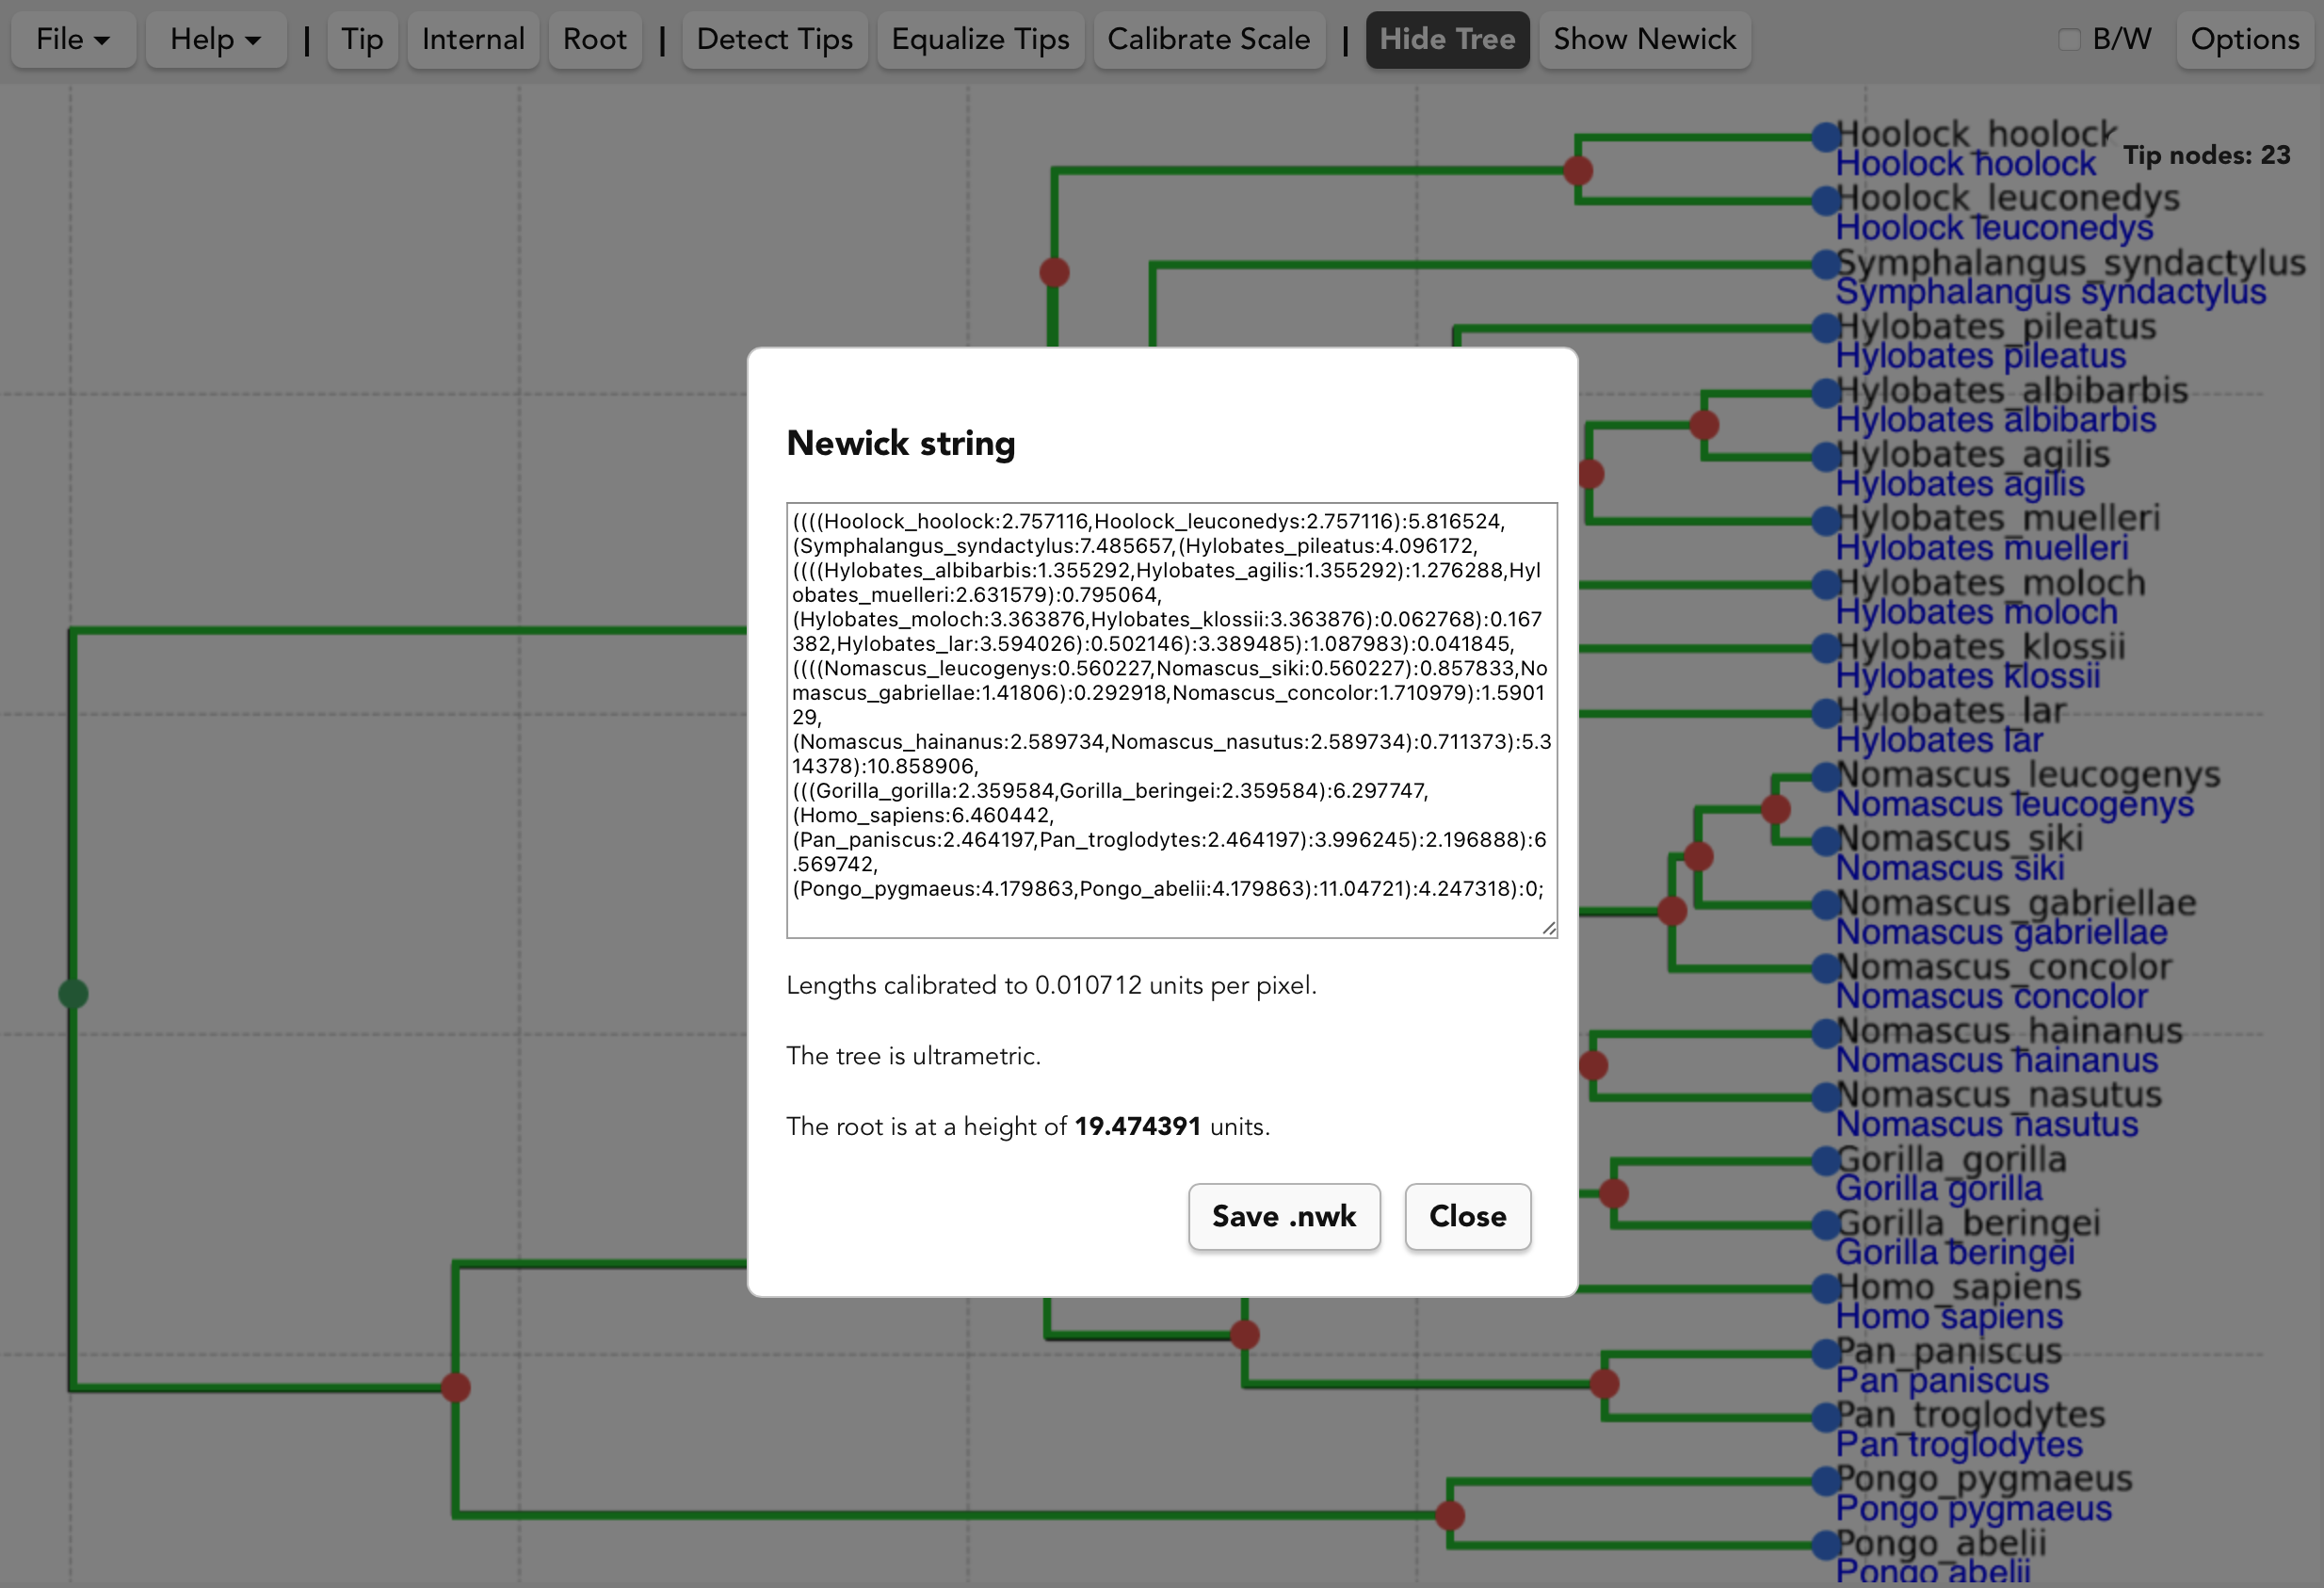 File Help | Tip Internal Root | Detect Tips Equalize Tips Calibrate Scale | Hide Tree Show Newick B/W Options
Hoolock_hoolock
Hoolock hoolock
Tip nodes: 23
Hoolock_leuconedys
Hoolock leuconedys
Symphalangus_syndactylus
Symphalangus syndactylus
Hylobates_pileatus
Hylobates pileatus
Hylobates_albibarbis
Hylobates albibarbis
Hylobates_agilis
Hylobates agilis
Hylobates_muelleri
Hylobates muelleri
Hylobates_moloch
Hylobates moloch
Hylobates_klossii
Hylobates klossii
Hylobates_lar
Hylobates lar
Nomascus_leucogenys
Nomascus leucogenys
Nomascus_siki
Nomascus siki
Nomascus_gabriellae
Nomascus gabriellae
Nomascus_concolor
Nomascus concolor
Nomascus_hainanus
Nomascus hainanus
Nomascus_nasutus
Nomascus nasutus
Gorilla_gorilla
Gorilla gorilla
Gorilla_beringei
Gorilla beringei
Homo_sapiens
Homo sapiens
Pan_paniscus
Pan paniscus
Pan_troglodytes
Pan troglodytes
Pongo_pygmaeus
Pongo pygmaeus
Pongo_abelii
Pongo abelii
Newick string
((((Hoolock_hoolock:2.757116,Hoolock_leuconedys:2.757116):5.816524,
(Symphalangus_syndactylus:7.485657,(Hylobates_pileatus:4.096172,
((((Hylobates_albibarbis:1.355292,Hylobates_agilis:1.355292):1.276288,Hyl
obates_muelleri:2.631579):0.795064,
(Hylobates_moloch:3.363876,Hylobates_klossii:3.363876):0.062768):0.167
382,Hylobates_lar:3.594026):0.502146):3.389485):1.087983):0.041845,
((((Nomascus_leucogenys:0.560227,Nomascus_siki:0.560227):0.857833,No
mascus_gabriellae:1.41806):0.292918,Nomascus_concolor:1.710979):1.5901
29,
(Nomascus_hainanus:2.589734,Nomascus_nasutus:2.589734):0.711373):5.3
14378):10.858906,
(((Gorilla_gorilla:2.359584,Gorilla_beringei:2.359584):6.297747,
(Homo_sapiens:6.460442,
(Pan_paniscus:2.464197,Pan_troglodytes:2.464197):3.996245):2.196888):6
.569742,
(Pongo_pygmaeus:4.179863,Pongo_abelii:4.179863):11.04721):4.247318):0;
Lengths calibrated to 0.010712 units per pixel.
The tree is ultrametric.
The root is at a height of 19.474391 units.
Save .nwk Close